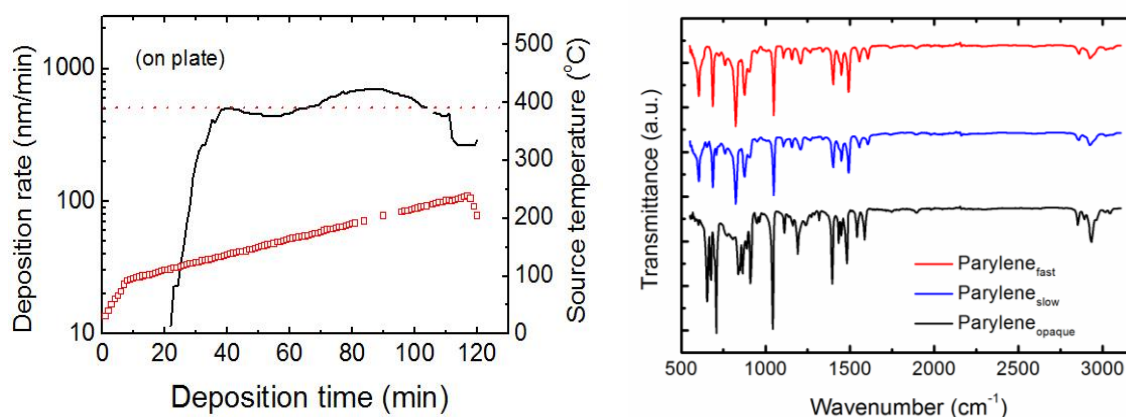 Deposition rate (nm/min)
1000
100
10
(on plate)
500
400
300
200
100
0
Source temperature (°C)
0 20 40 60 80 100 120
Deposition time (min)
Transmittance (a.u.)
Parylene_fast
Parylene_slow
Parylene_opaque
500 1000 1500 2000 2500 3000
Wavenumber (cm⁻¹)